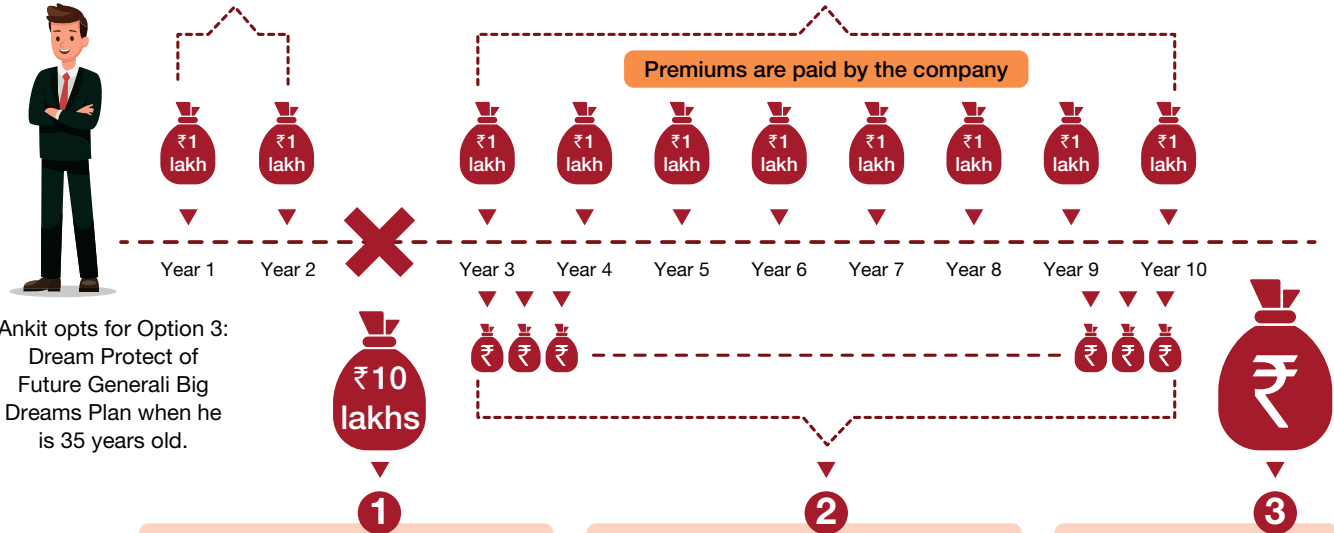 Premiums are paid by the company
₹1
lakh
₹1
lakh
₹1
lakh
₹1
lakh
₹1
lakh
₹1
lakh
₹1
lakh
₹1
lakh
₹1
lakh
₹1
lakh
Year 1
Year 2
Year 3
Year 4
Year 5
Year 6
Year 7
Year 8
Year 9
Year 10
Ankit opts for Option 3:
Dream Protect of
Future Generali Big
Dreams Plan when he
is 35 years old.
₹10
lakhs
₹
₹
₹
₹
₹
₹
₹
1
2
3